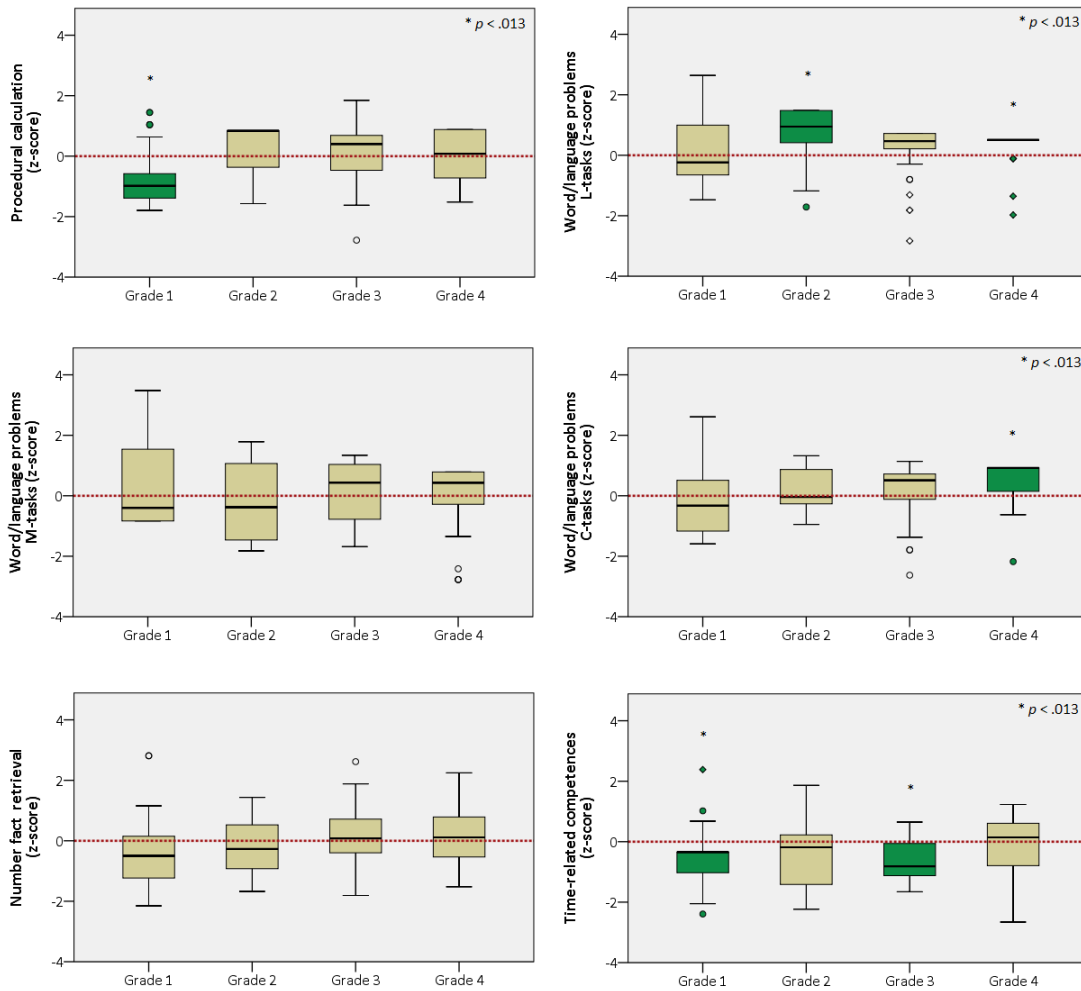 * p < .013
Procedural calculation
(z-score)
4
2
0
-2
-4
Grade 1 Grade 2 Grade 3 Grade 4
*
* p < .013
Word/language problems
L-tasks (z-score)
4
2
0
-2
-4
Grade 1 Grade 2 Grade 3 Grade 4
*
*
Word/language problems
M-tasks (z-score)
4
2
0
-2
-4
Grade 1 Grade 2 Grade 3 Grade 4
* p < .013
Word/language problems
C-tasks (z-score)
4
2
0
-2
-4
Grade 1 Grade 2 Grade 3 Grade 4
*
Number fact retrieval
(z-score)
4
2
0
-2
-4
Grade 1 Grade 2 Grade 3 Grade 4
* p < .013
Time-related competences
(z-score)
4
2
0
-2
-4
Grade 1 Grade 2 Grade 3 Grade 4
*
*